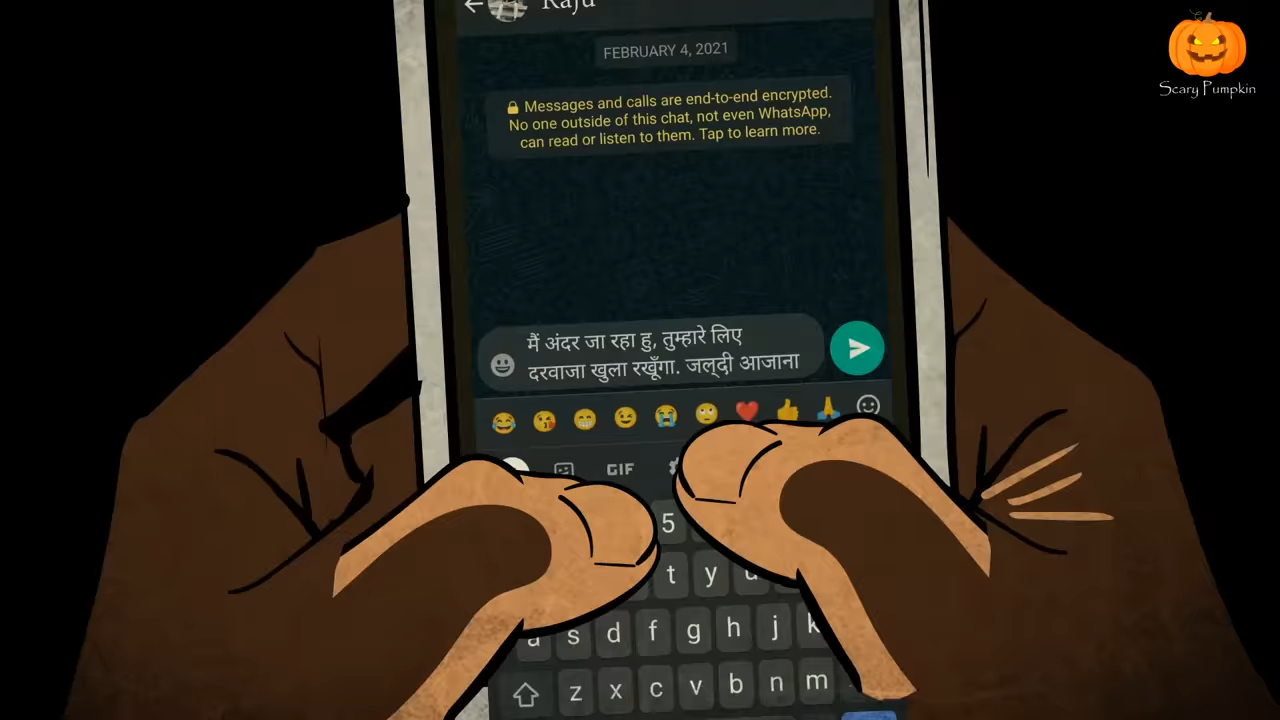 Raju
FEBRUARY 4, 2021
Messages and calls are end-to-end encrypted.
No one outside of this chat, not even WhatsApp,
can read or listen to them. Tap to learn more.
Scary Pumpkin
मैं अंदर जा रहा हु, तुम्हारे लिए
दरवाजा खुला रखूँगा. जल्दी आजाना
GIF
5
t y u
a s d f g h j k
z x c v b n m